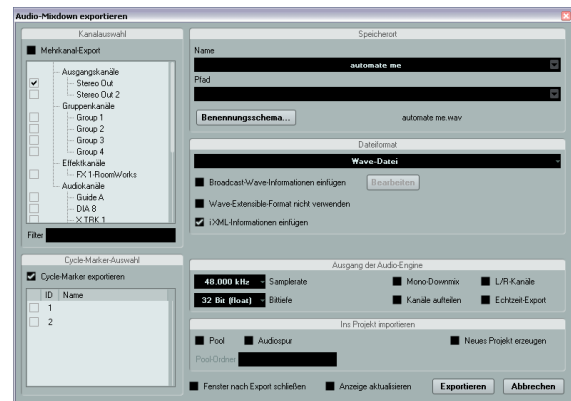 Audio-Mixdown exportieren
Kanalauswahl
Mehrkanal-Export
Ausgangskanäle
Stereo Out
Stereo Out 2
Gruppenkanäle
Group 1
Group 2
Group 3
Group 4
Effektkanäle
FX 1-RoomWorks
Audiokanäle
Guide A
DIA 8
X TRK 1
Filter
Cycle-Marker-Auswahl
Cycle-Marker exportieren
ID Name
1
2
Speicherort
Name
automate me
Pfad
Benennungsschema...
automate me.wav
Dateiformat
Wave-Datei
Broadcast-Wave-Informationen einfügen
Bearbeiten
Wave-Extensible-Format nicht verwenden
iXML-Informationen einfügen
Ausgang der Audio-Engine
48.000 kHz Samplerate
Mono-Downmix
L/R-Kanäle
32 Bit (float) Bittiefe
Kanäle aufteilen
Echtzeit-Export
Ins Projekt importieren
Pool
Audiospur
Neues Projekt erzeugen
Pool-Ordner
Fenster nach Export schließen
Anzeige aktualisieren
Exportieren
Abbrechen